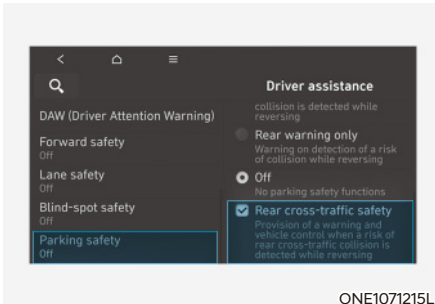 Driver assistance
DAW (Driver Attention Warning)
Forward safety
Off
Lane safety
Off
Blind-spot safety
Off
Parking safety
Off
collision is detected while
reversing
Rear warning only
Warning on detection of a risk
of collision while reversing
Off
No parking safety functions
Rear cross-traffic safety
Provision of a warning and
vehicle control when a risk of
rear cross-traffic collision is
detected while reversing
ONE1071215L